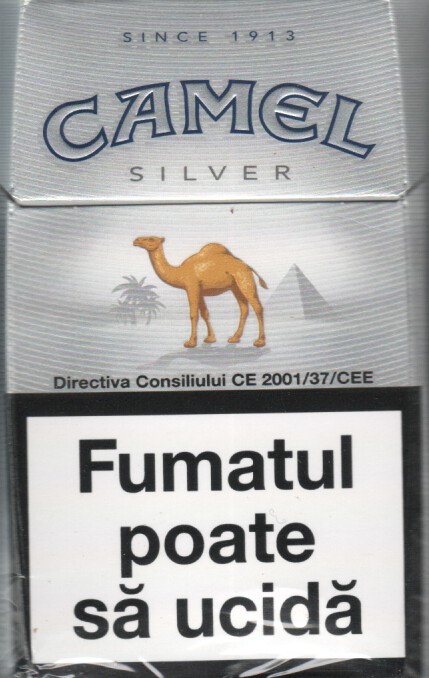 SINCE 1913
CAMEL
SILVER
Directiva Consiliului CE 2001/37/CEE
Fumatul
poate
să ucidă